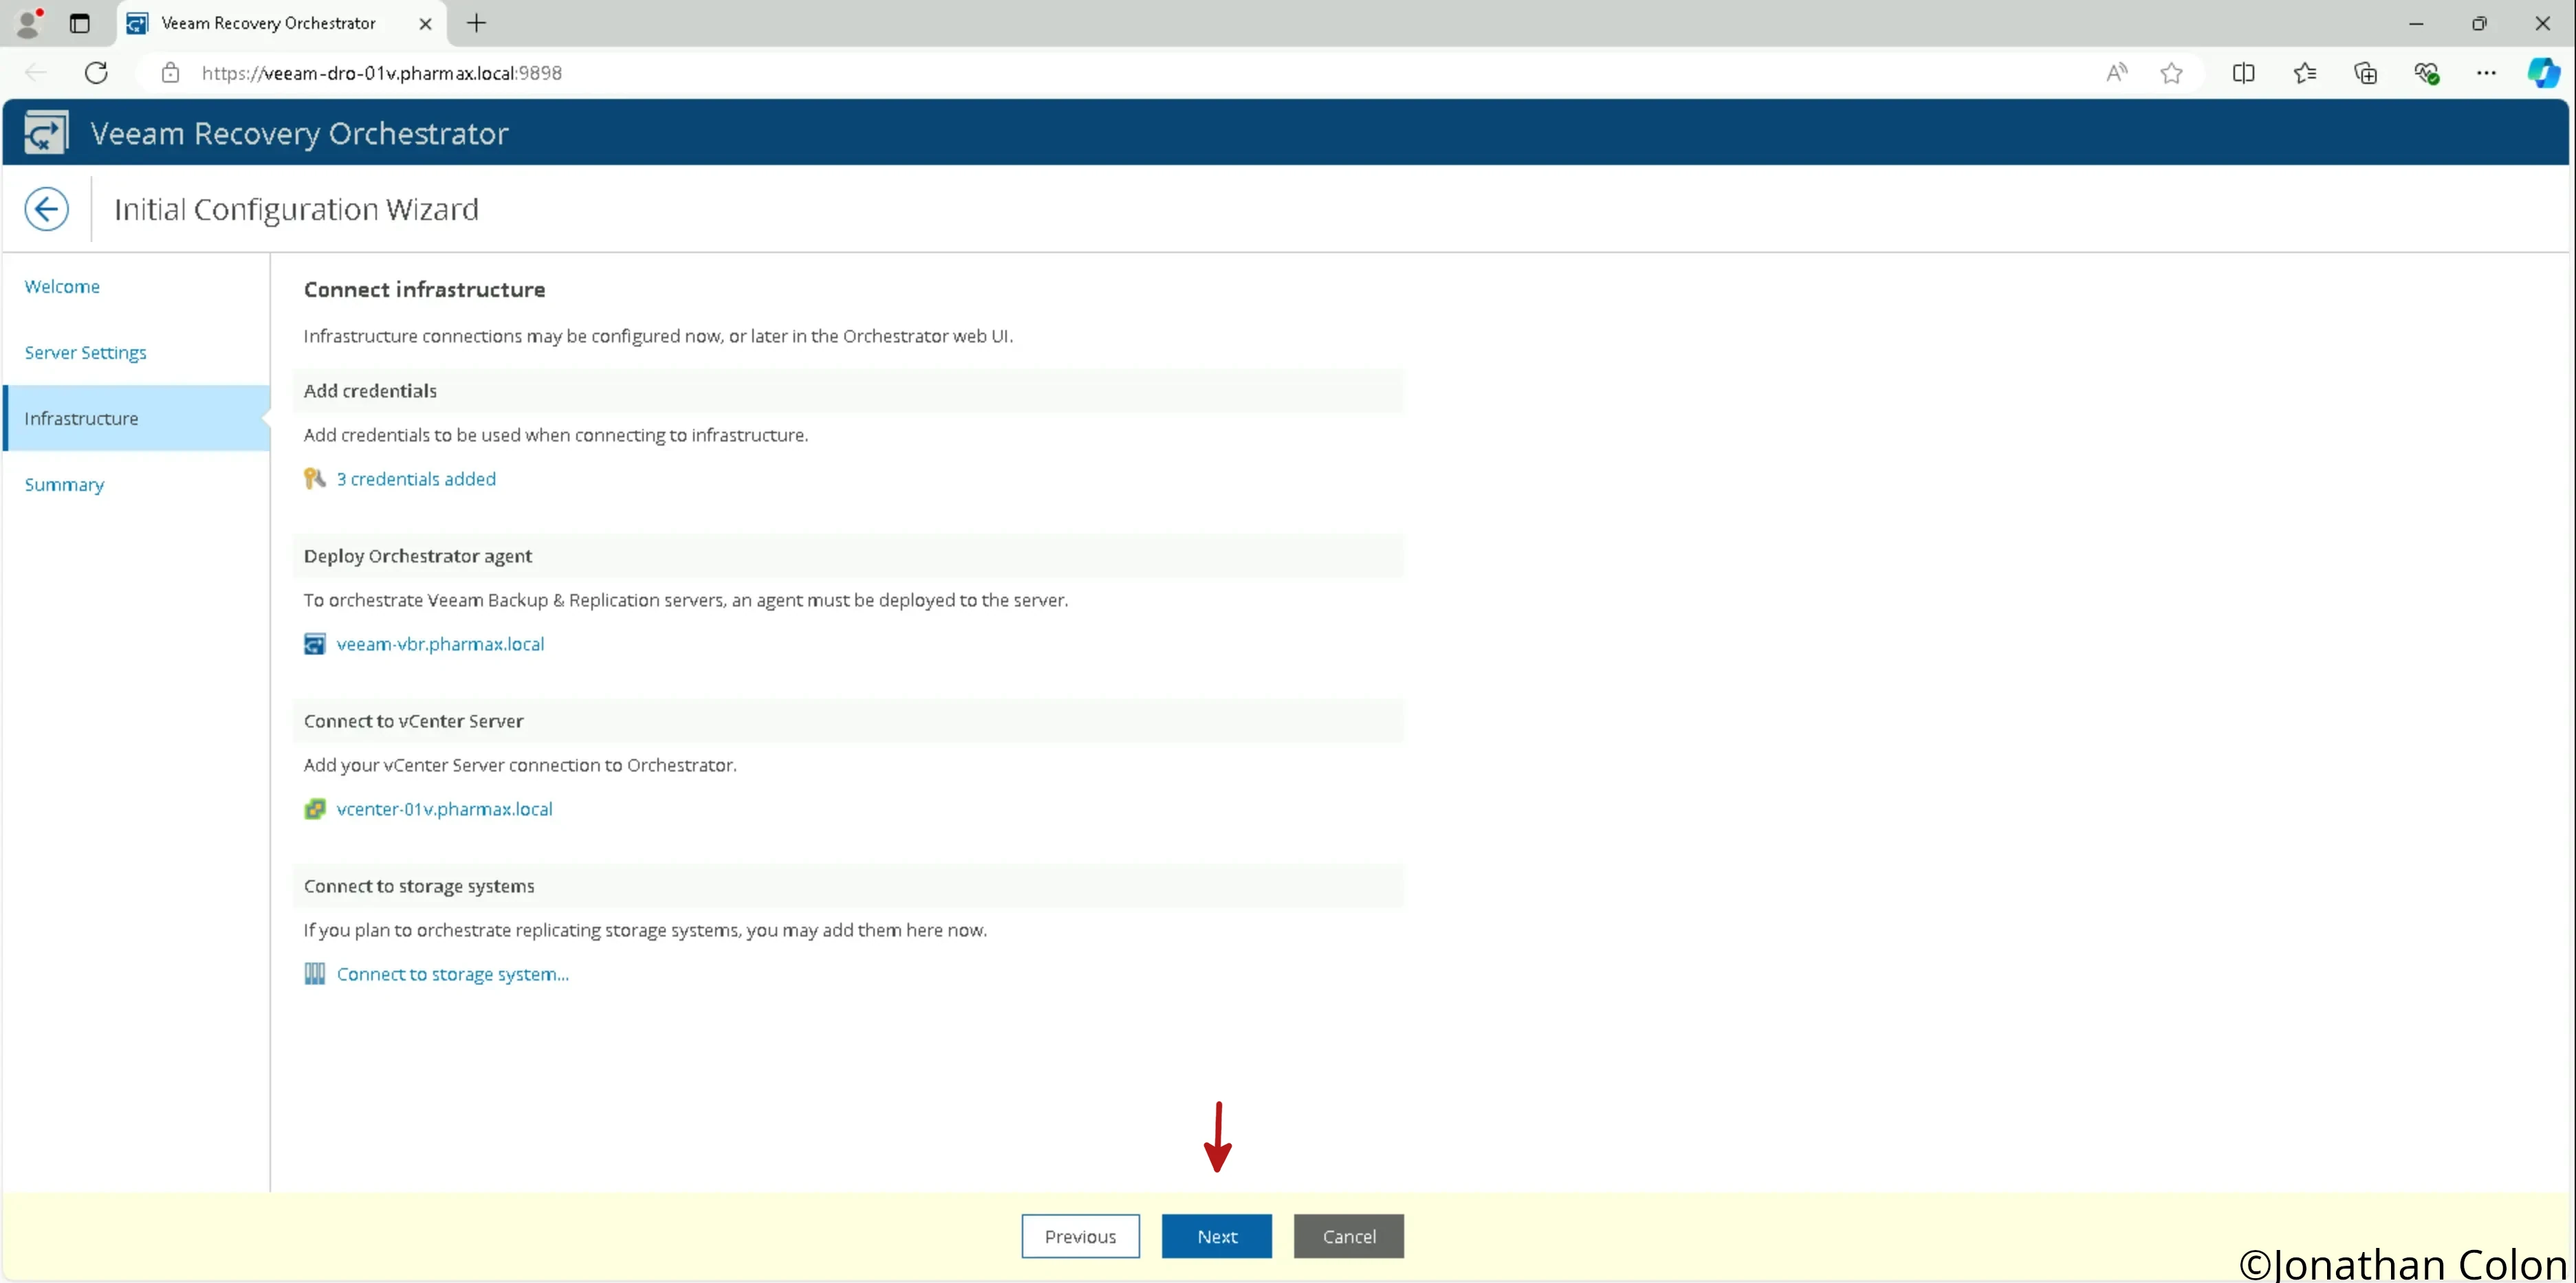 Veeam Recovery Orchestrator
https://veeam-dro-01v.pharmax.local:9898
Veeam Recovery Orchestrator
Initial Configuration Wizard
Welcome
Server Settings
Infrastructure
Summary
Connect infrastructure
Infrastructure connections may be configured now, or later in the Orchestrator web UI.
Add credentials
Add credentials to be used when connecting to infrastructure.
3 credentials added
Deploy Orchestrator agent
To orchestrate Veeam Backup & Replication servers, an agent must be deployed to the server.
veeam-vbr.pharmax.local
Connect to vCenter Server
Add your vCenter Server connection to Orchestrator.
vcenter-01v.pharmax.local
Connect to storage systems
If you plan to orchestrate replicating storage systems, you may add them here now.
Connect to storage system...
Previous
Next
Cancel
©Jonathan Colon